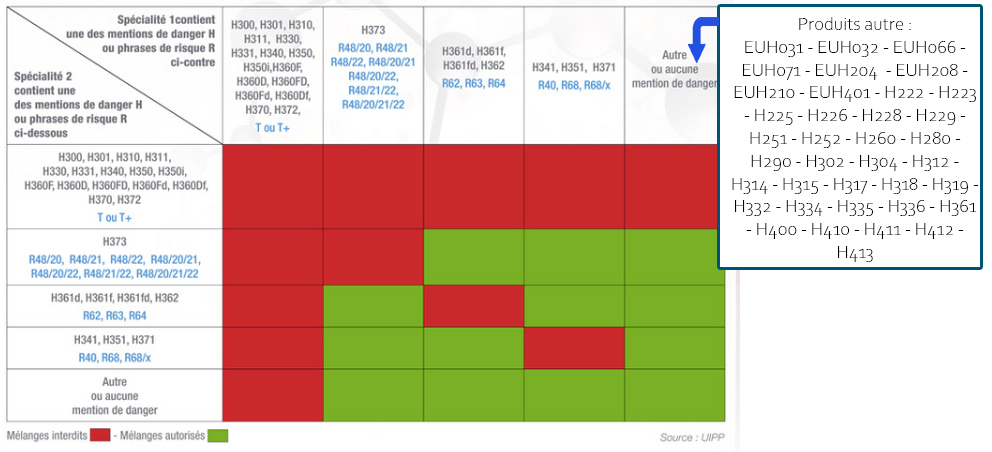 Spécialité 1contient
une des mentions de danger H
ou phrases de risque R
ci-contre
Spécialité 2
contient une
des mentions de danger H
ou phrases de risque R
ci-dessous
H300, H301, H310,
H311, H330,
H331, H340, H350,
H350i,H360F,
H360D, H360FD,
H360Fd, H360Df,
H370, H372,
T ou T+
H373
R48/20, R48/21
R48/22, R48/20/21
R48/20/22,
R48/21/22,
R48/20/21/22
H361d, H361f,
H361fd, H362
R62, R63, R64
H341, H351, H371
R40, R68, R68/x
Autre
ou aucune
mention de danger
Produits autre :
EUH031 - EUH032 - EUH066 -
EUH071 - EUH204 - EUH208 -
EUH210 - EUH401 - H222 - H223
- H225 - H226 - H228 - H229 -
H251 - H252 - H260 - H280 -
H290 - H302 - H304 - H312 -
H314 - H315 - H317 - H318 - H319 -
H332 - H334 - H335 - H336 - H361
- H400 - H410 - H411 - H412 -
H413
H300, H301, H310, H311,
H330, H331, H340, H350, H350i,
H360F, H360D, H360FD, H360Fd, H360Df,
H370, H372
T ou T+
H373
R48/20, R48/21, R48/22, R48/20/21,
R48/20/22, R48/21/22, R48/20/21/22
H361d, H361f, H361fd, H362
R62, R63, R64
H341, H351, H371
R40, R68, R68/x
Autre
ou aucune
mention de danger
Mélanges interdits - Mélanges autorisés
Source : UIPP